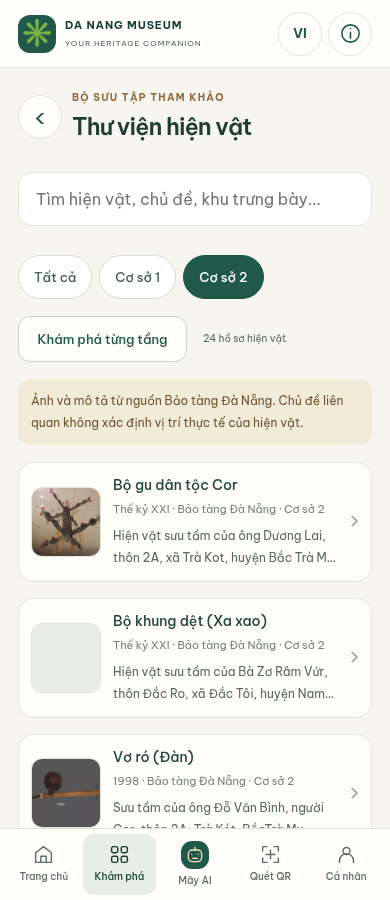 DA NANG MUSEUM
YOUR HERITAGE COMPANION
VI
BỘ SƯU TẬP THAM KHẢO
Thư viện hiện vật
Tìm hiện vật, chủ đề, khu trưng bày...
Tất cả
Cơ sở 1
Cơ sở 2
Khám phá từng tầng
24 hồ sơ hiện vật
Ảnh và mô tả từ nguồn Bảo tàng Đà Nẵng. Chủ đề liên
quan không xác định vị trí thực tế của hiện vật.
Bộ gu dân tộc Cor
Thế kỷ XXI · Bảo tàng Đà Nẵng · Cơ sở 2
Hiện vật sưu tầm của ông Dương Lai,
thôn 2A, xã Trà Kot, huyện Bắc Trà M...
Bộ khung dệt (Xa xao)
Thế kỷ XXI · Bảo tàng Đà Nẵng · Cơ sở 2
Hiện vật sưu tầm của Bà Zơ Râm Vứr,
thôn Đắc Ro, xã Đắc Tôi, huyện Nam...
Vơ ró (Đàn)
1998 · Bảo tàng Đà Nẵng · Cơ sở 2
Sưu tầm của ông Đỗ Văn Bình, người
Cor, thôn 2A, Trà Kót, BắcTrà My
Trang chủ
Khám phá
Mây AI
Quét QR
Cá nhân